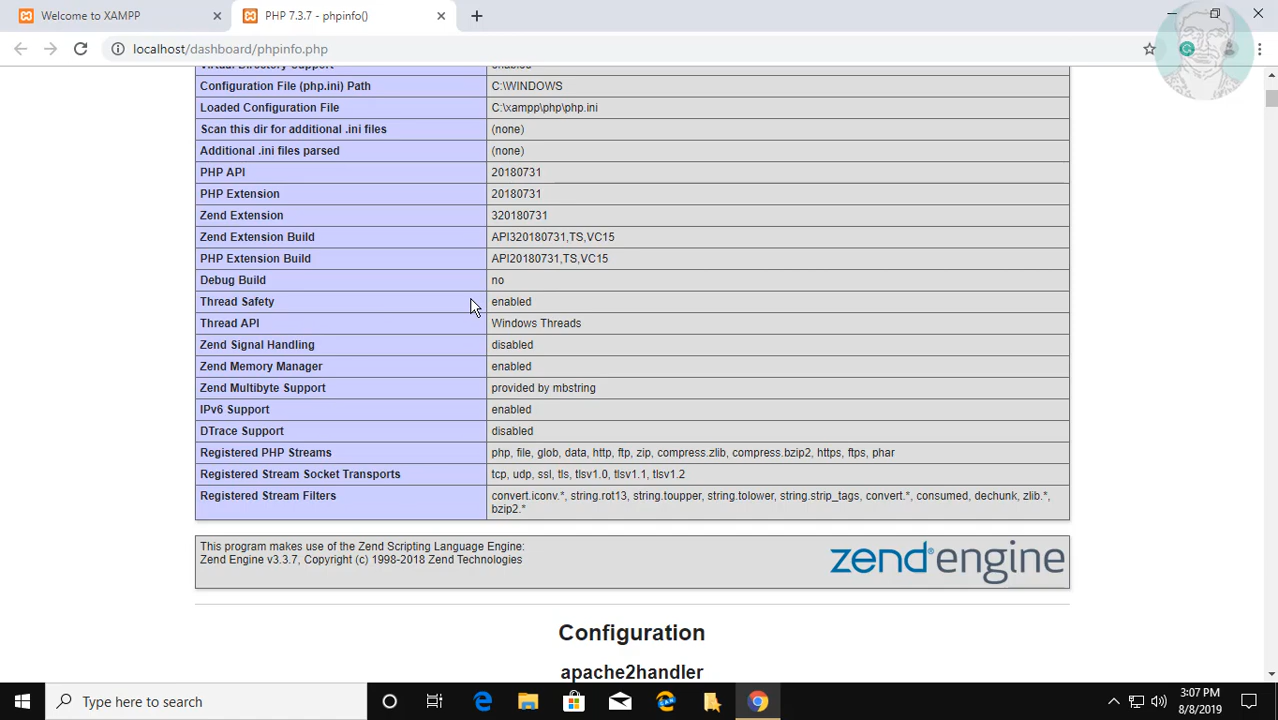 Welcome to XAMPP
PHP 7.3.7 - phpinfo()
localhost/dashboard/phpinfo.php
Virtual Directory Support enabled
Configuration File (php.ini) Path C:\WINDOWS
Loaded Configuration File C:\xampp\php\php.ini
Scan this dir for additional .ini files (none)
Additional .ini files parsed (none)
PHP API 20180731
PHP Extension 20180731
Zend Extension 320180731
Zend Extension Build API320180731,TS,VC15
PHP Extension Build API20180731,TS,VC15
Debug Build no
Thread Safety enabled
Thread API Windows Threads
Zend Signal Handling disabled
Zend Memory Manager enabled
Zend Multibyte Support provided by mbstring
IPv6 Support enabled
DTrace Support disabled
Registered PHP Streams php, file, glob, data, http, ftp, zip, compress.zlib, compress.bzip2, https, ftps, phar
Registered Stream Socket Transports tcp, udp, ssl, tls, tlsv1.0, tlsv1.1, tlsv1.2
Registered Stream Filters convert.iconv.*, string.rot13, string.toupper, string.tolower, string.strip_tags, convert.*, consumed, dechunk, zlib.*,
bzip2.*
This program makes use of the Zend Scripting Language Engine:
Zend Engine v3.3.7, Copyright (c) 1998-2018 Zend Technologies
zend® engine
Configuration
apache2handler
Type here to search
3:07 PM
8/8/2019